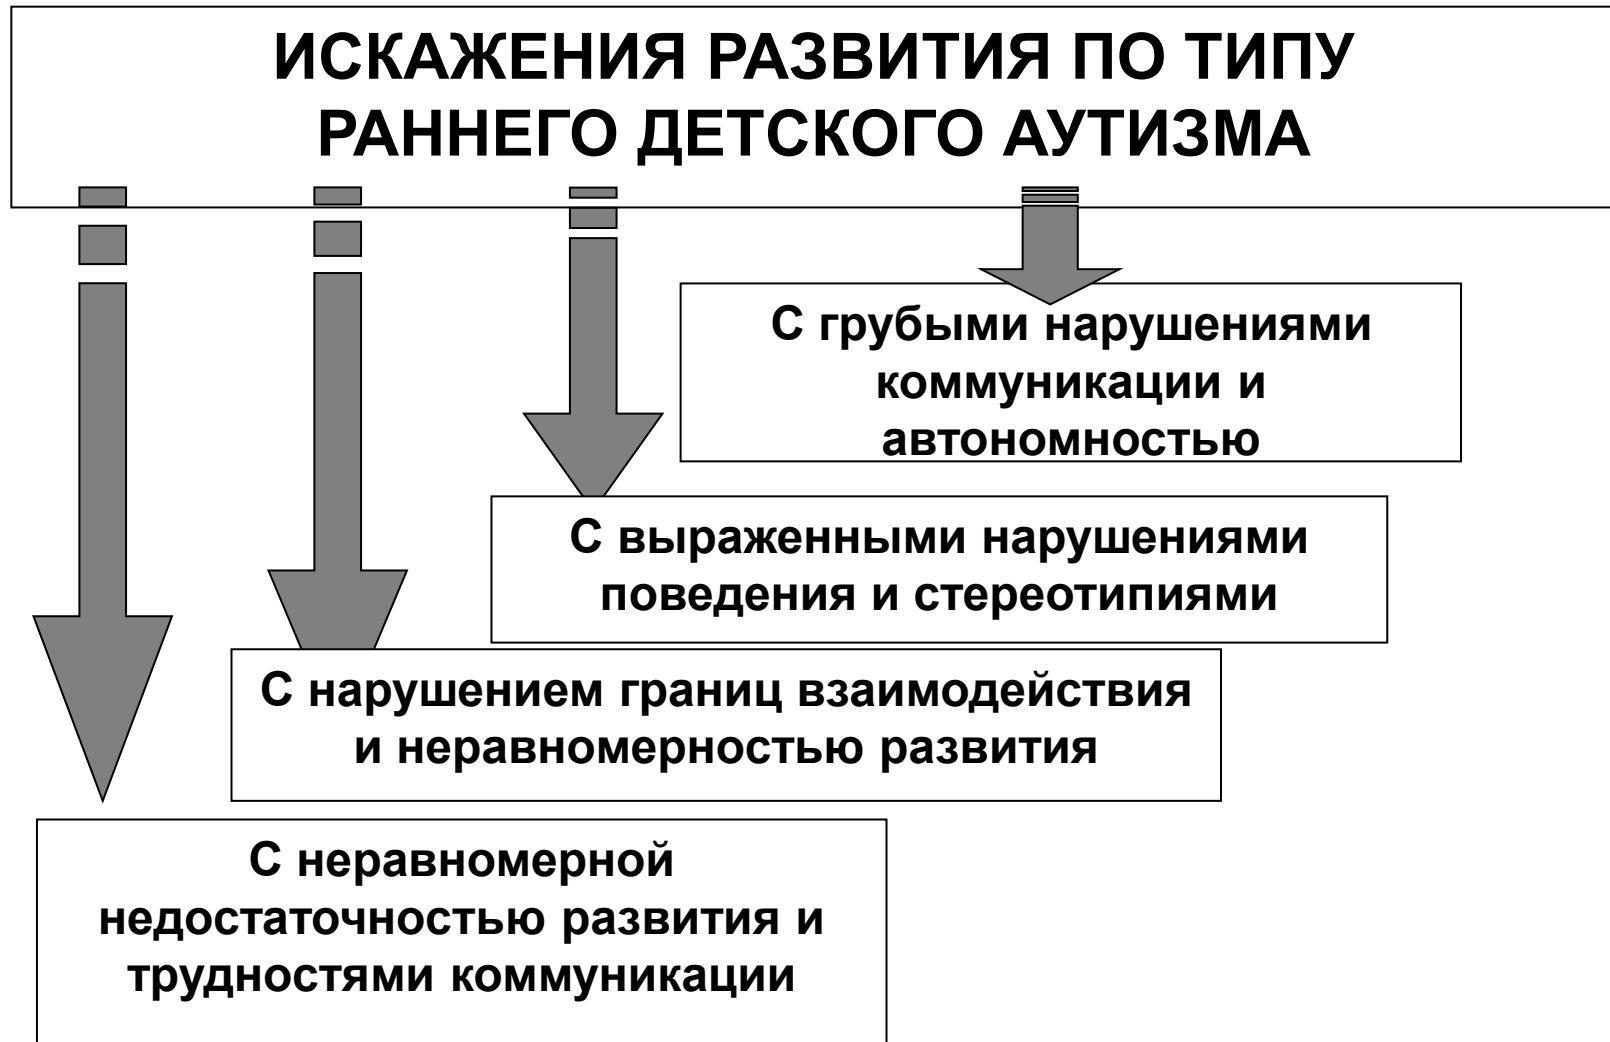 ИСКАЖЕНИЯ РАЗВИТИЯ ПО ТИПУ
РАННЕГО ДЕТСКОГО АУТИЗМА
С грубыми нарушениями
коммуникации и
автономностью
С выраженными нарушениями
поведения и стереотипиями
С нарушением границ взаимодействия
и неравномерностью развития
С неравномерной
недостаточностью развития и
трудностями коммуникации